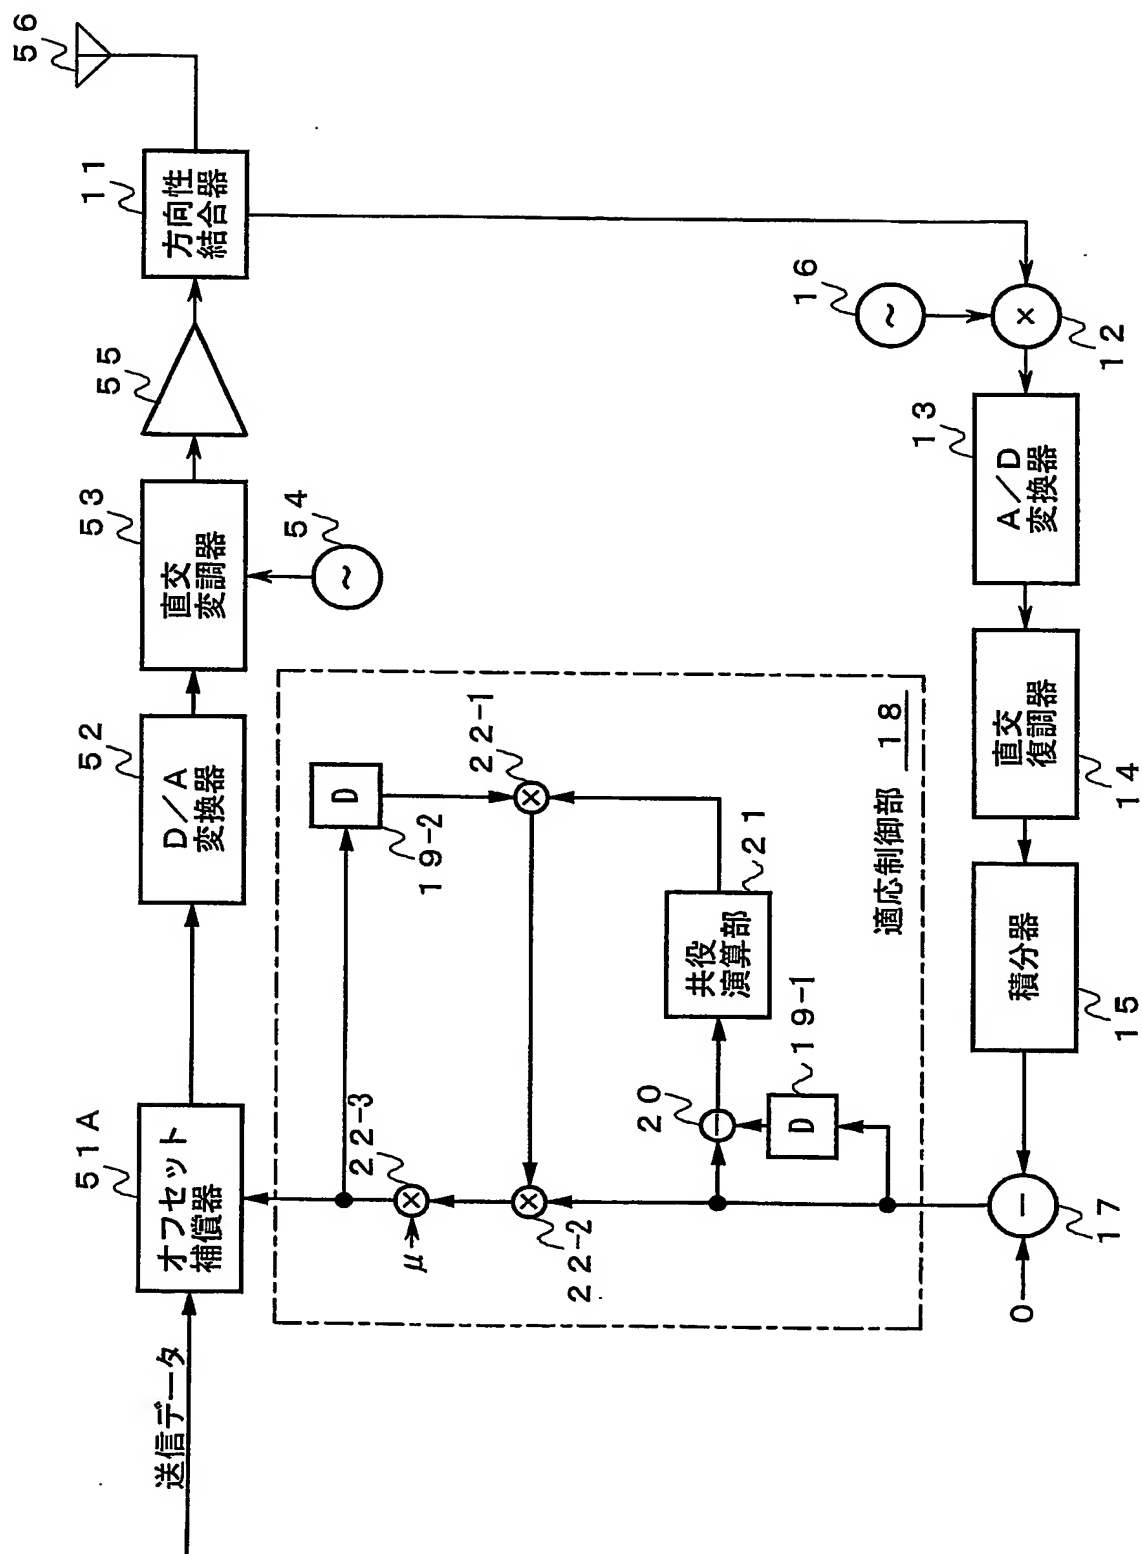 送信データ
51A
オフセット
補償器
52
D／A
変換器
53
直交
変調器
54
~
55
11
方向性
結合器
56
16
~
×
12
13
A／D
変換器
直交
復調器
14
積分器
15
−
17
0
適応制御部
18
D
19-2
22-1
×
22-3
×
μ
×
22-2
20
−
D
19-1
共役
演算部
21